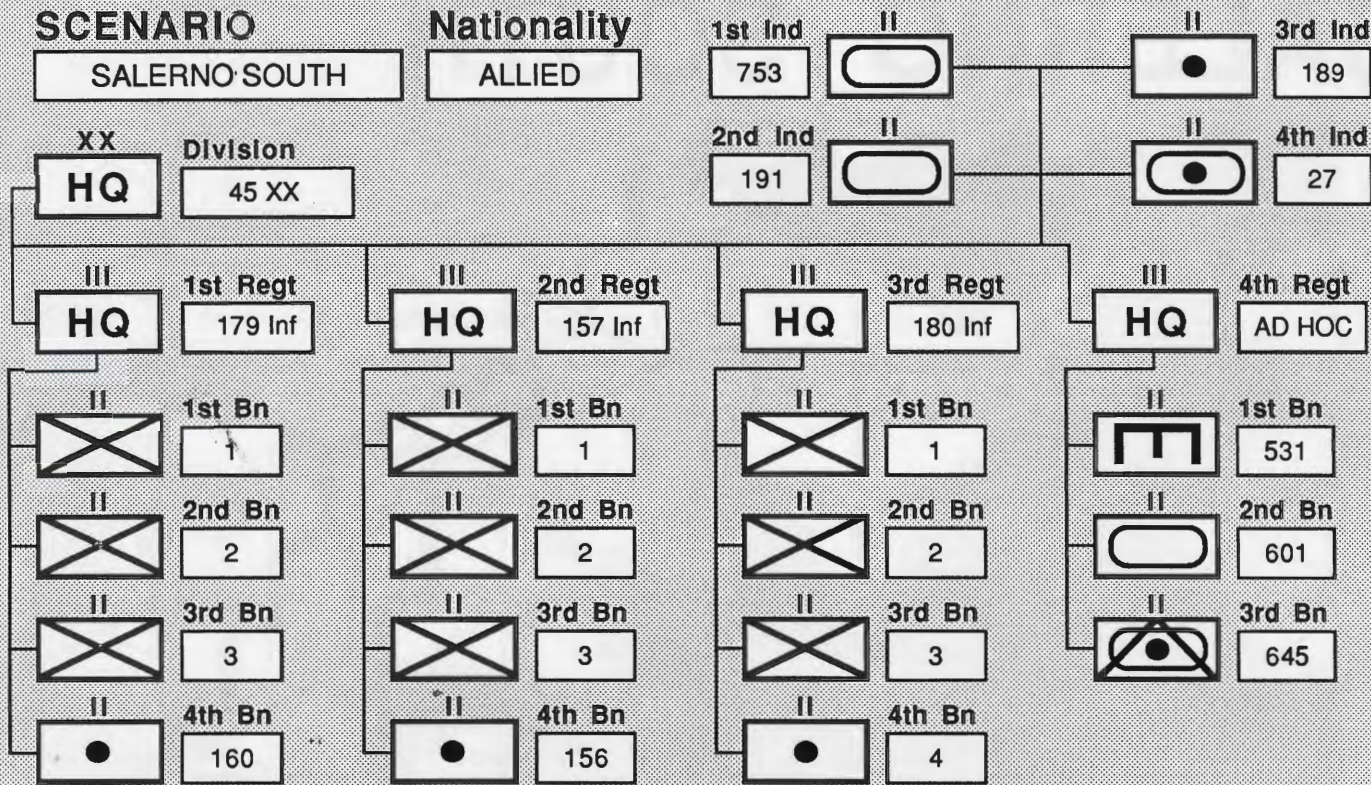 SCENARIO
SALERNO SOUTH
Nationality
ALLIED
1st Ind
753
II
II
3rd Ind
189
2nd Ind
191
II
II
4th Ind
27
XX
HQ
Division
45 XX
III
HQ
1st Regt
179 Inf
III
HQ
2nd Regt
157 Inf
III
HQ
3rd Regt
180 Inf
III
HQ
4th Regt
AD HOC
II
1st Bn
1
II
1st Bn
1
II
1st Bn
1
II
1st Bn
531
II
2nd Bn
2
II
2nd Bn
2
II
2nd Bn
2
II
2nd Bn
601
II
3rd Bn
3
II
3rd Bn
3
II
3rd Bn
3
II
3rd Bn
645
II
4th Bn
160
II
4th Bn
156
II
4th Bn
4